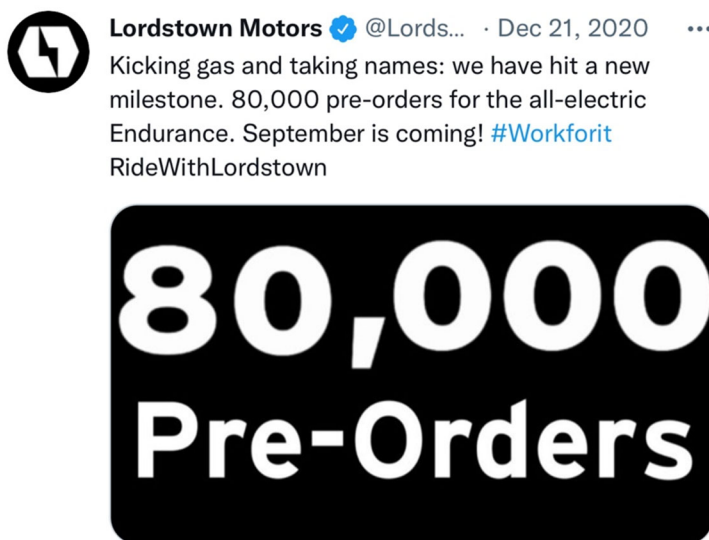 Lordstown Motors @Lords... · Dec 21, 2020 ...
Kicking gas and taking names: we have hit a new
milestone. 80,000 pre-orders for the all-electric
Endurance. September is coming! #Workforit
RideWithLordstown
80,000
Pre-Orders